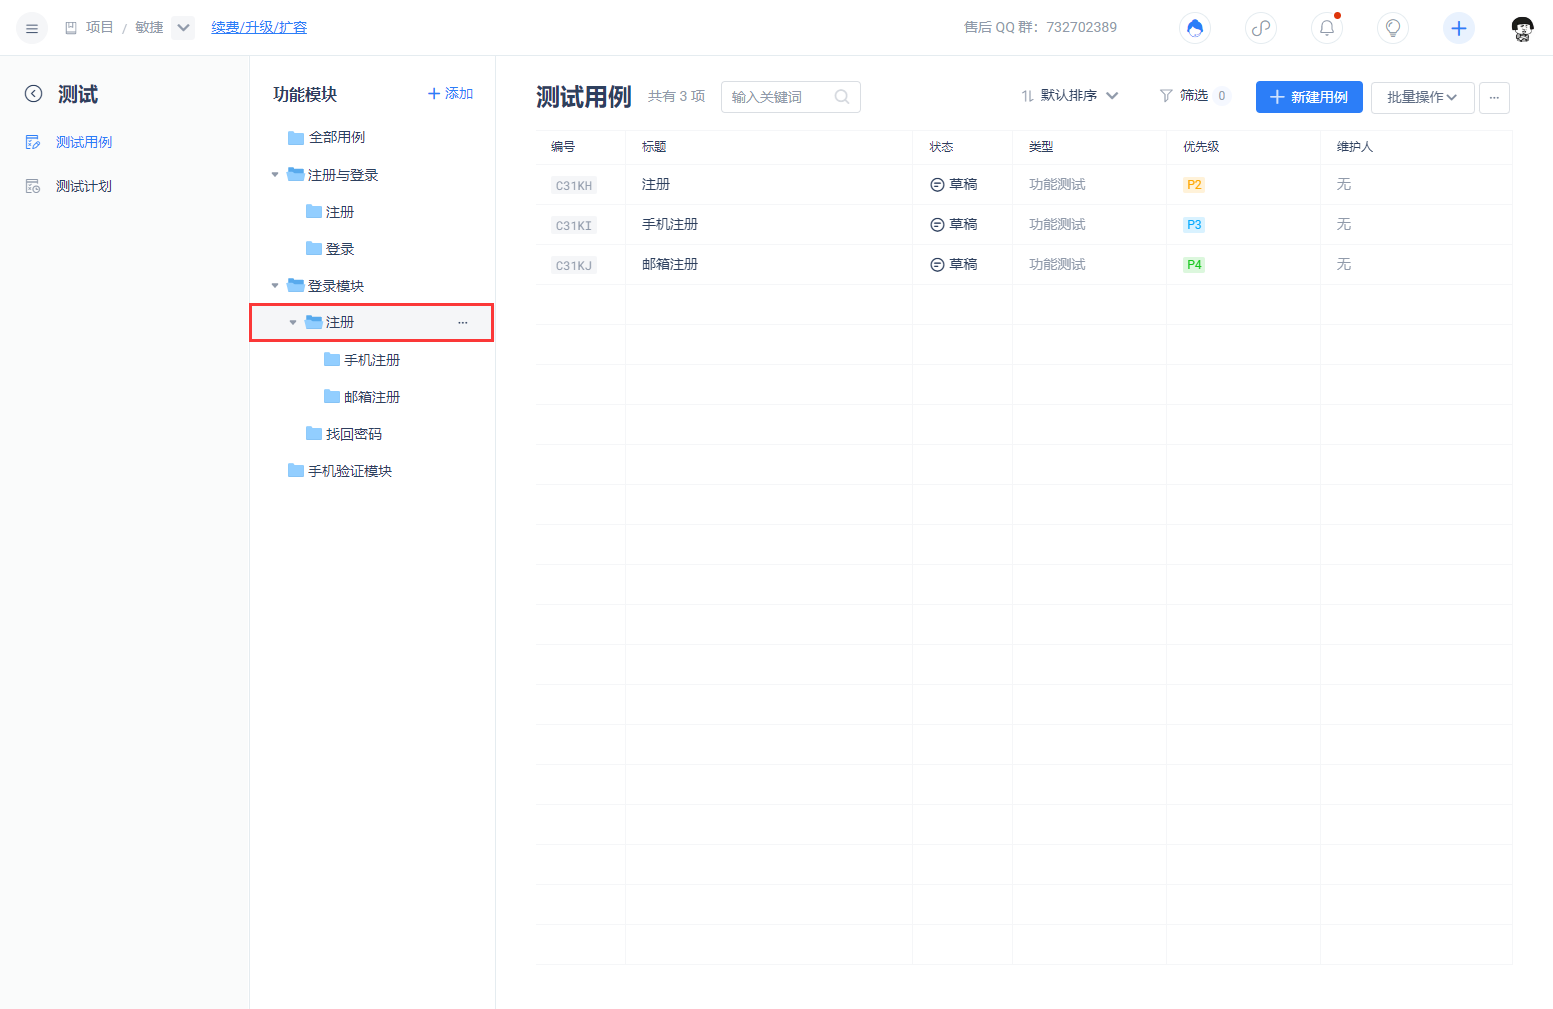 项目 / 敏捷 续费/升级/扩容 售后 QQ 群: 732702389
测试
测试用例
测试计划
功能模块 + 添加
全部用例
注册与登录
注册
登录
登录模块
注册 ...
手机注册
邮箱注册
找回密码
手机验证模块
测试用例 共有 3 项 输入关键词 默认排序 筛选 0 + 新建用例 批量操作 ...
编号 标题 状态 类型 优先级 维护人
C31KH 注册 草稿 功能测试 P2 无
C31KI 手机注册 草稿 功能测试 P3 无
C31KJ 邮箱注册 草稿 功能测试 P4 无